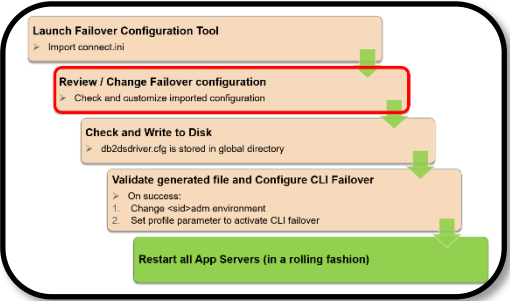 Launch Failover Configuration Tool
➢ Import connect.ini
Review / Change Failover configuration
➢ Check and customize imported configuration
Check and Write to Disk
➢ db2dsdriver.cfg is stored in global directory
Validate generated file and Configure CLI Failover
➢ On success:
1. Change <sid>adm environment
2. Set profile parameter to activate CLI failover
Restart all App Servers (in a rolling fashion)